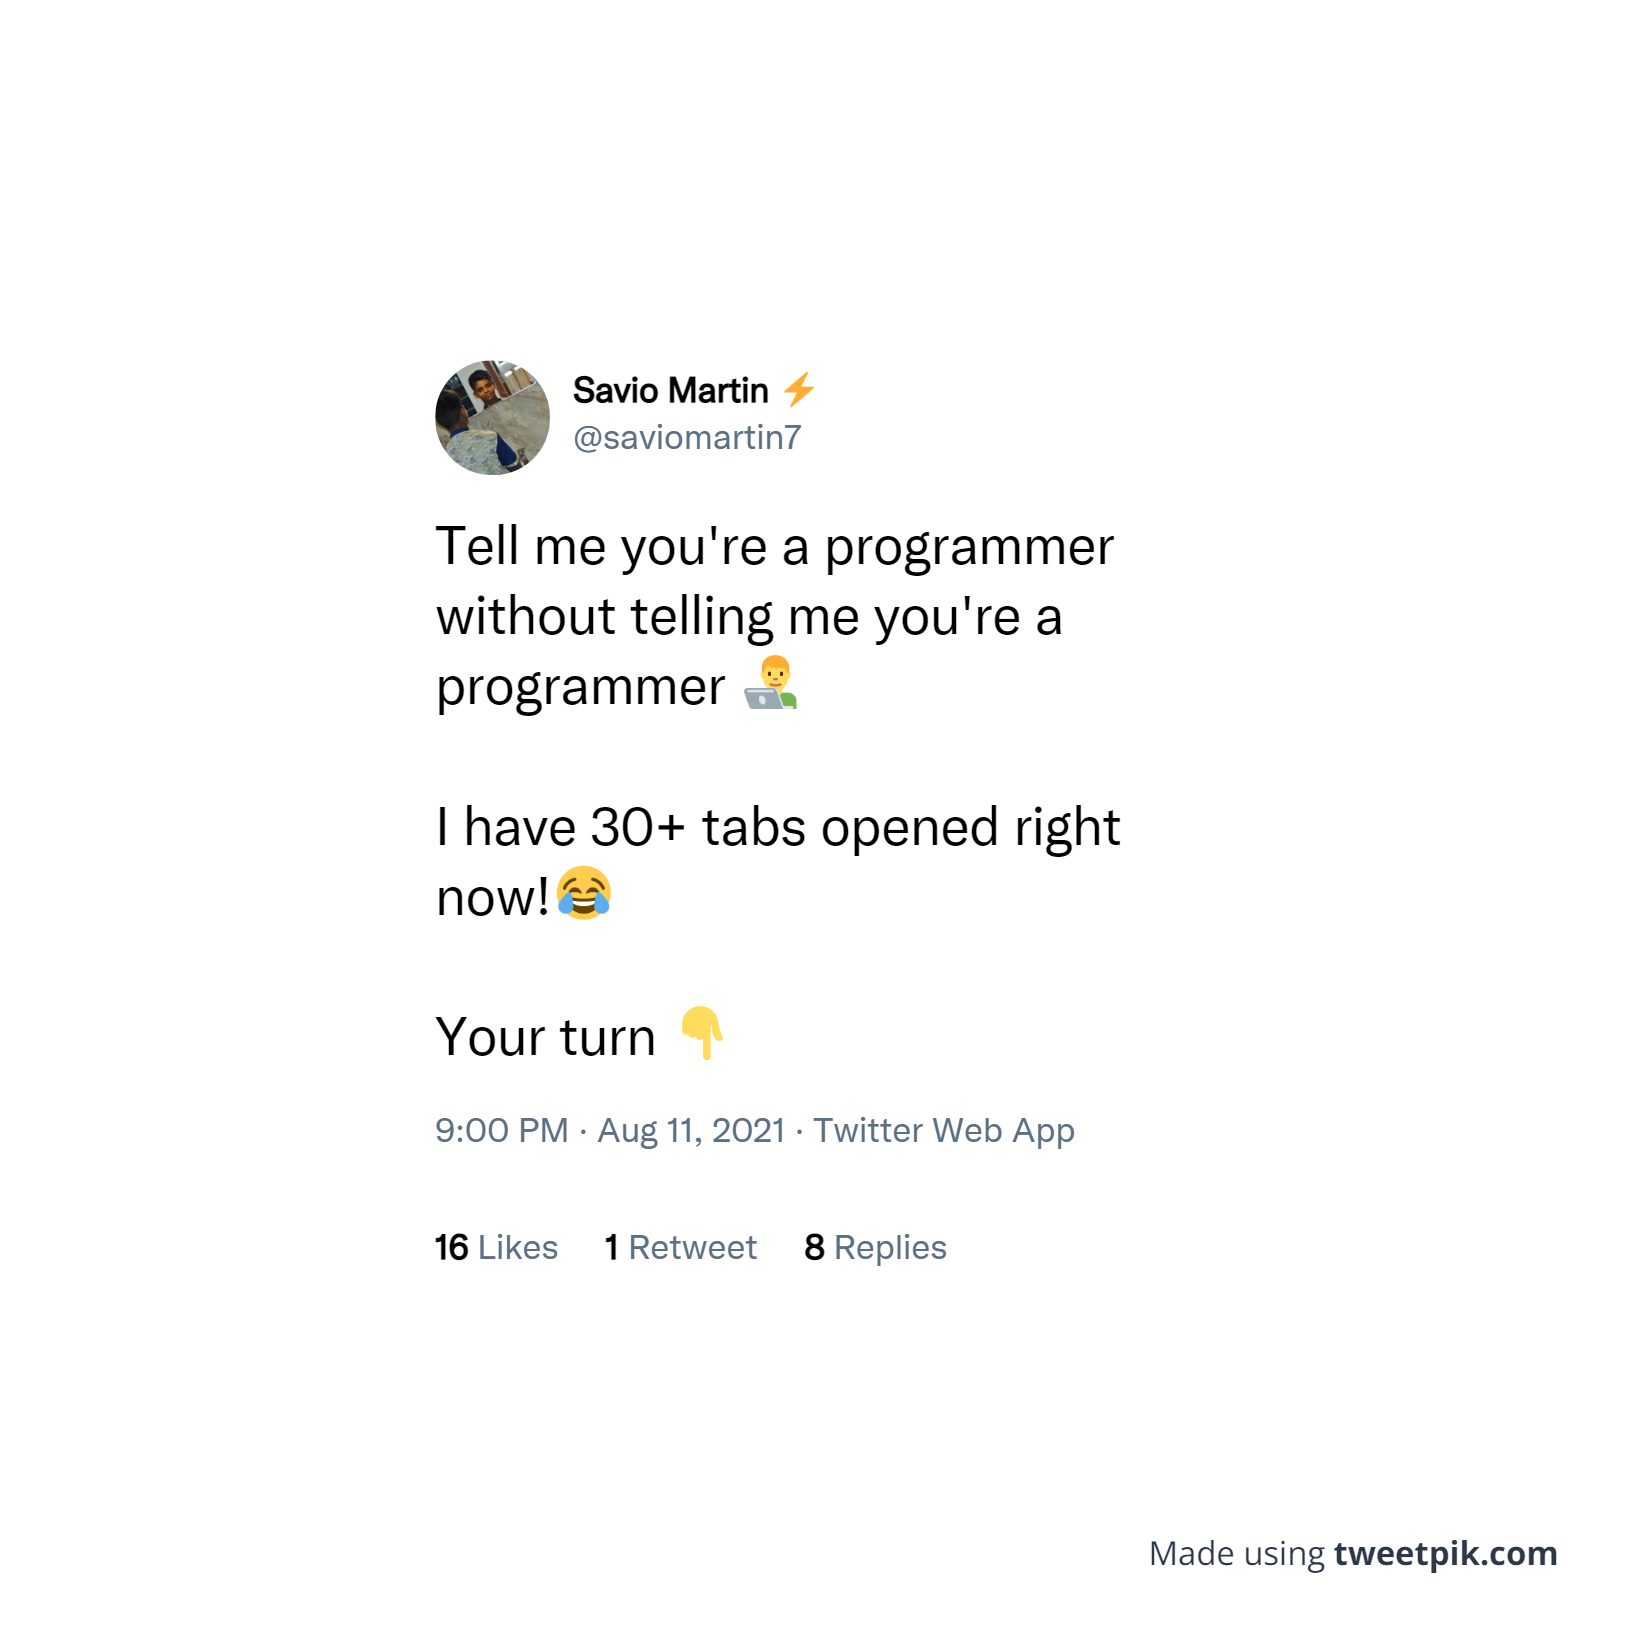 Savio Martin ⚡
@saviomartin7
Tell me you're a programmer
without telling me you're a
programmer 👨‍💻
I have 30+ tabs opened right
now!😂
Your turn 👇
9:00 PM · Aug 11, 2021 · Twitter Web App
16 Likes 1 Retweet 8 Replies
Made using tweetpik.com